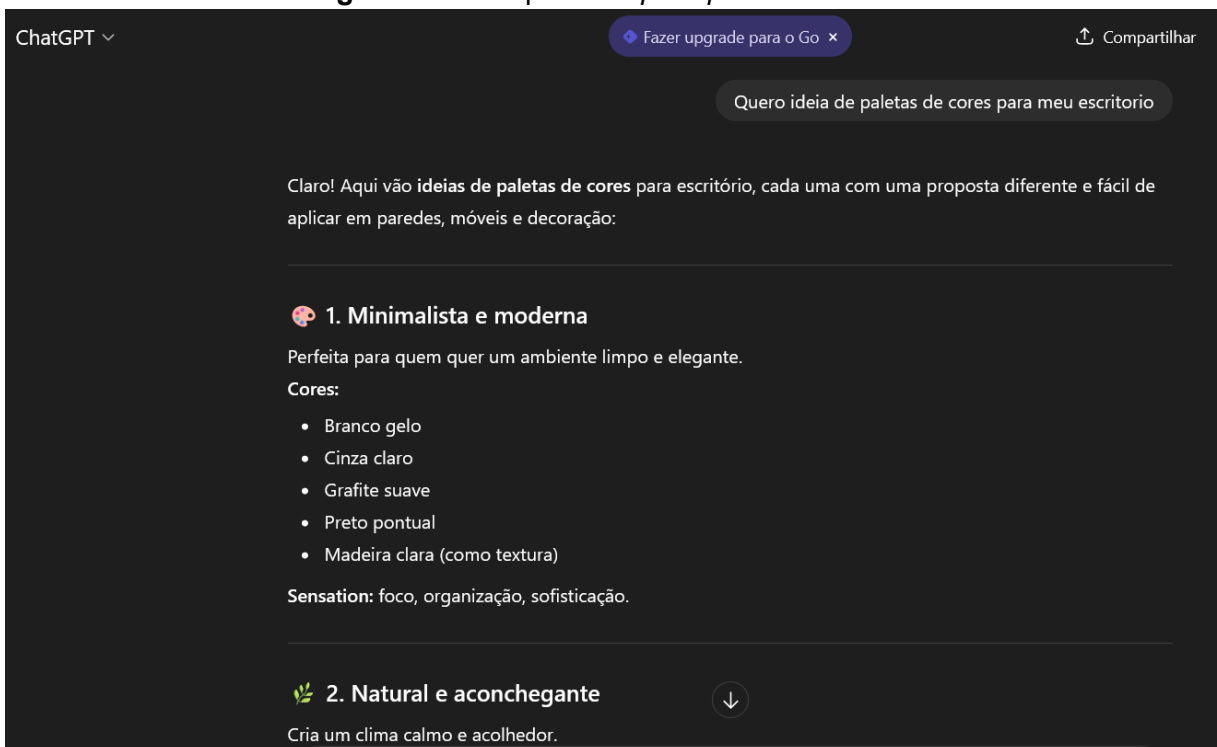 ChatGPT
Fazer upgrade para o Go ×
Compartilhar
Quero ideia de paletas de cores para meu escritorio
Claro! Aqui vão ideias de paletas de cores para escritório, cada uma com uma proposta diferente e fácil de
aplicar em paredes, móveis e decoração:
🎨 1. Minimalista e moderna
Perfeita para quem quer um ambiente limpo e elegante.
Cores:
• Branco gelo
• Cinza claro
• Grafite suave
• Preto pontual
• Madeira clara (como textura)
Sensation: foco, organização, sofisticação.
🌿 2. Natural e aconchegante
Cria um clima calmo e acolhedor.